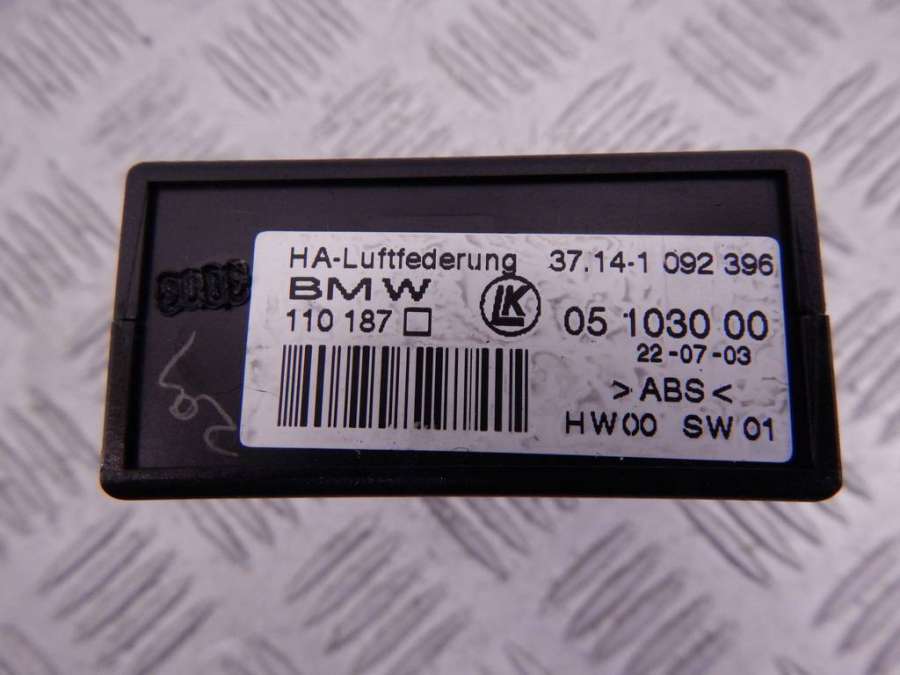 HA-Luftfederung 37.14-1 092 396
BMW LK
110 187 05 1030 00
22-07-03
>ABS<
HW00 SW01